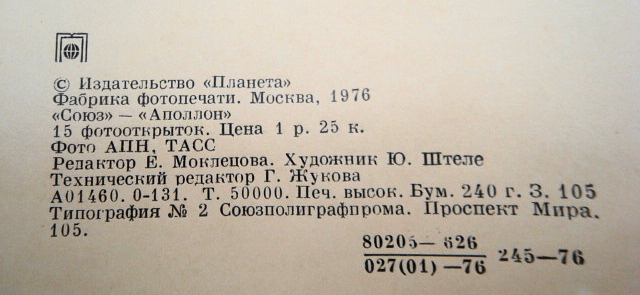 © Издательство «Планета»
Фабрика фотопечати. Москва, 1976
«Союз» — «Аполлон»
15 фотооткрыток. Цена 1 р. 25 к.
Фото АПН, ТАСС
Редактор Е. Моклецова. Художник Ю. Штеле
Технический редактор Г. Жукова
А01460. 0-131. Т. 50000. Печ. высок. Бум. 240 г. З. 105
Типография № 2 Союзполиграфпрома. Проспект Мира.
105.
80205— 626
027(01) —76 245—76